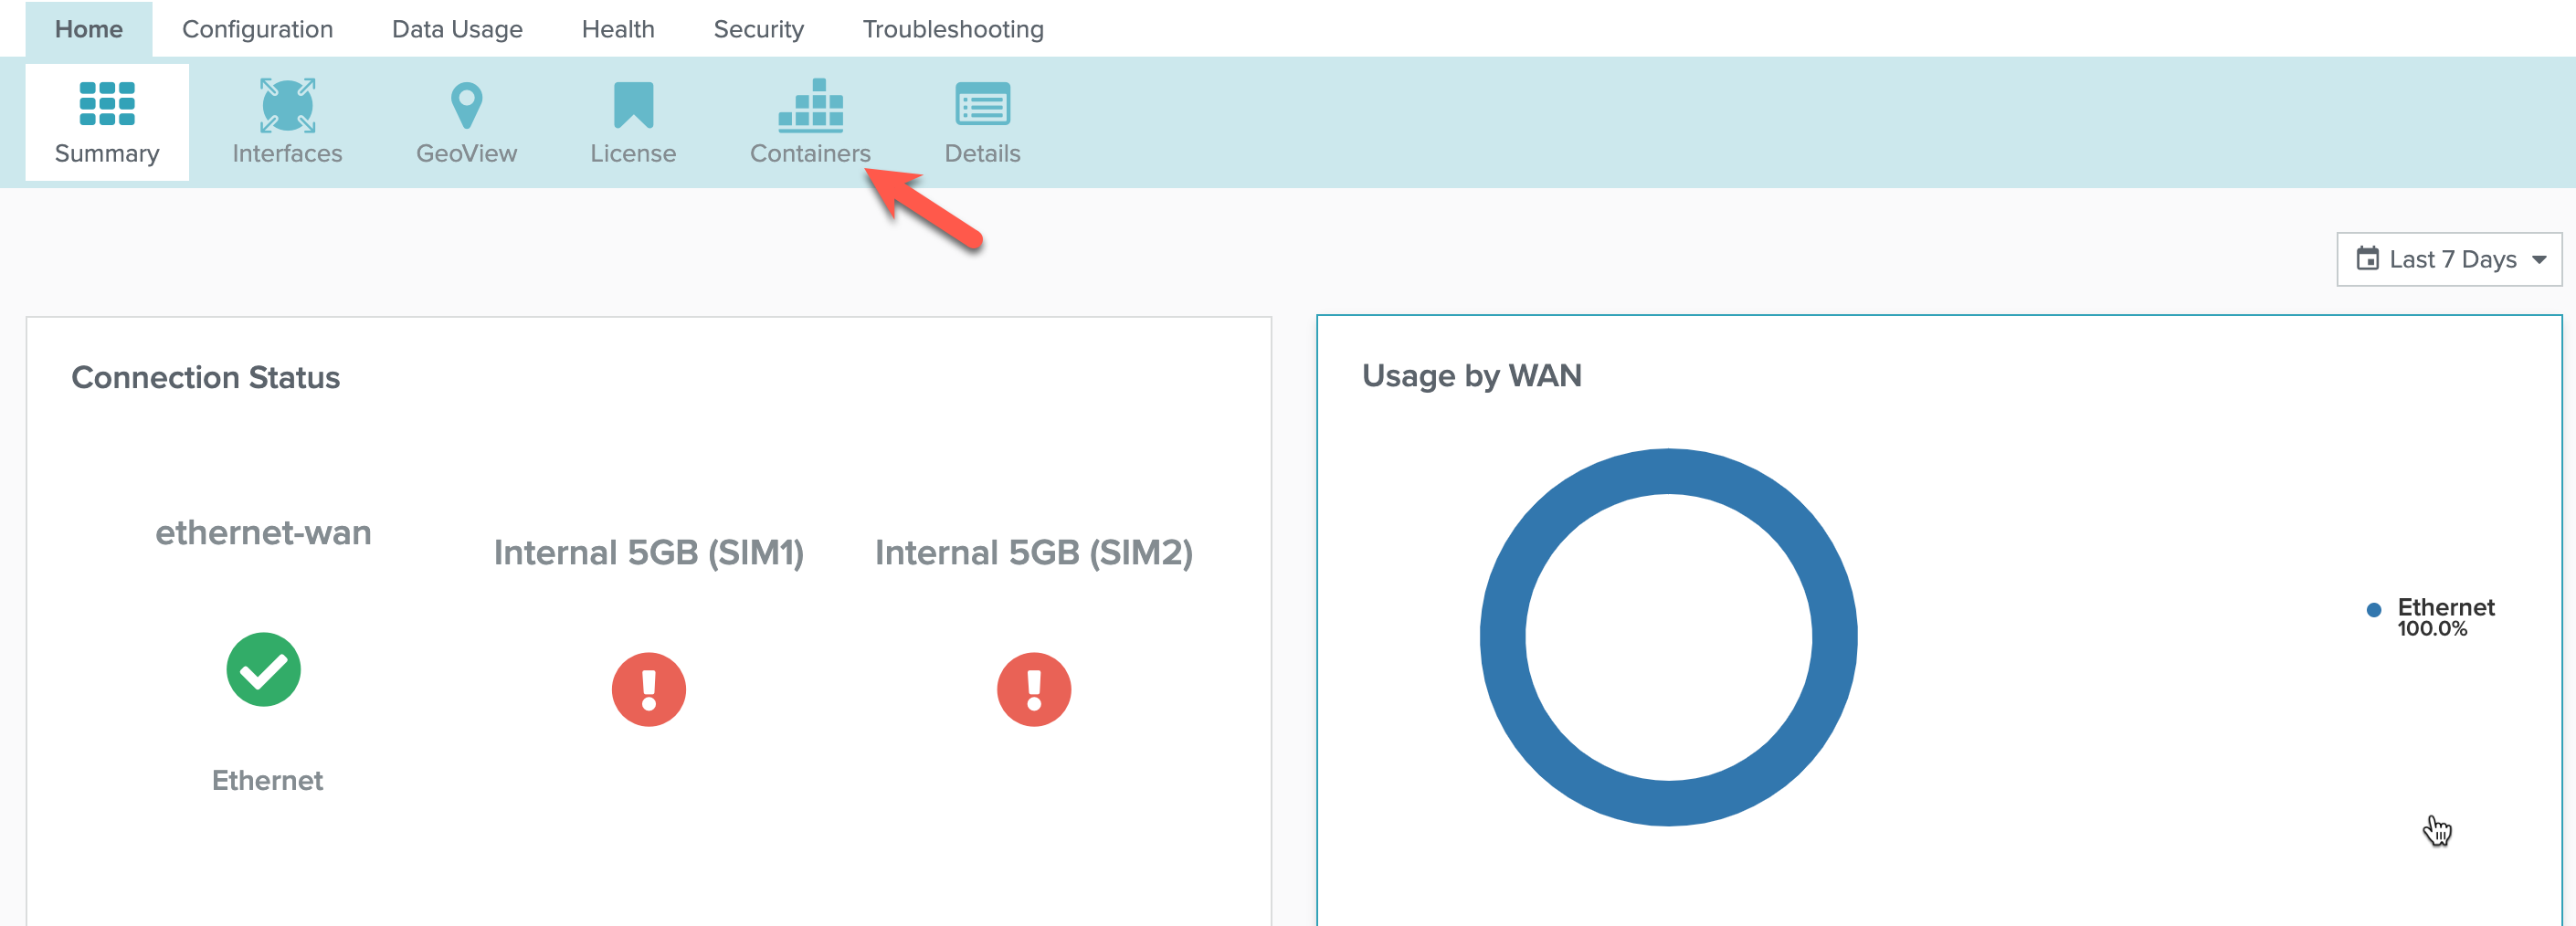 Home Configuration Data Usage Health Security Troubleshooting
Summary Interfaces GeoView License Containers Details
Last 7 Days
Connection Status
ethernet-wan
Internal 5GB (SIM1)
Internal 5GB (SIM2)
Ethernet
Usage by WAN
Ethernet
100.0%